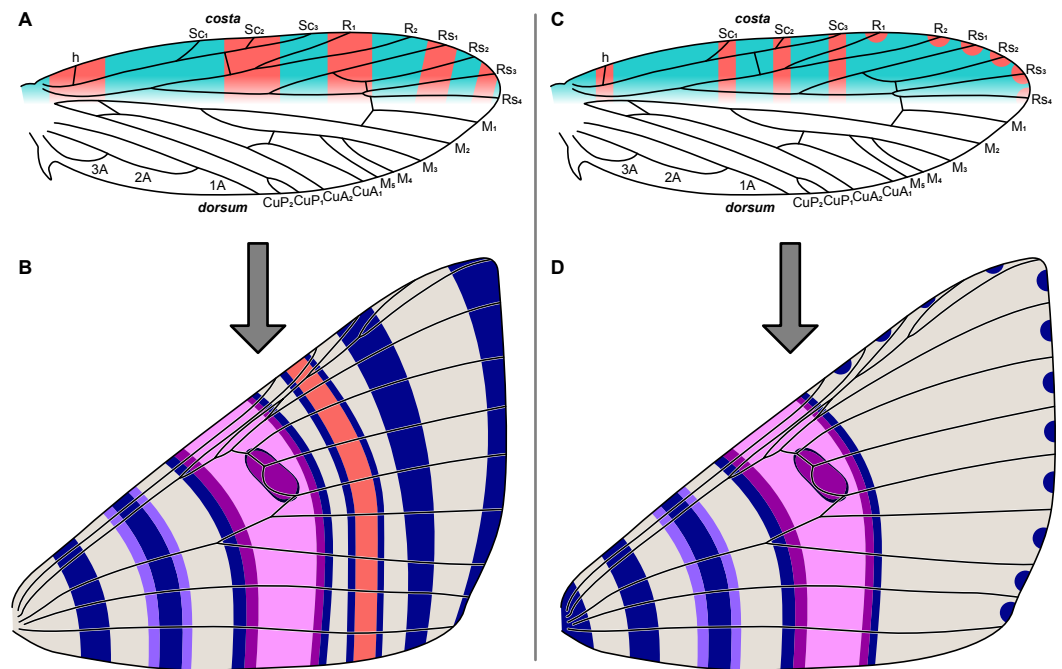 A
costa
Sc₁
Sc₂
Sc₃
R₁
R₂
Rs₁
Rs₂
Rs₃
Rs₄
h
M₁
M₂
M₃
M₄
M₅
CuA₁
CuA₂
CuP₁
CuP₂
1A
2A
3A
dorsum
B
C
costa
Sc₁
Sc₂
Sc₃
R₁
R₂
Rs₁
Rs₂
Rs₃
Rs₄
h
M₁
M₂
M₃
M₄
M₅
CuA₁
CuA₂
CuP₁
CuP₂
1A
2A
3A
dorsum
D